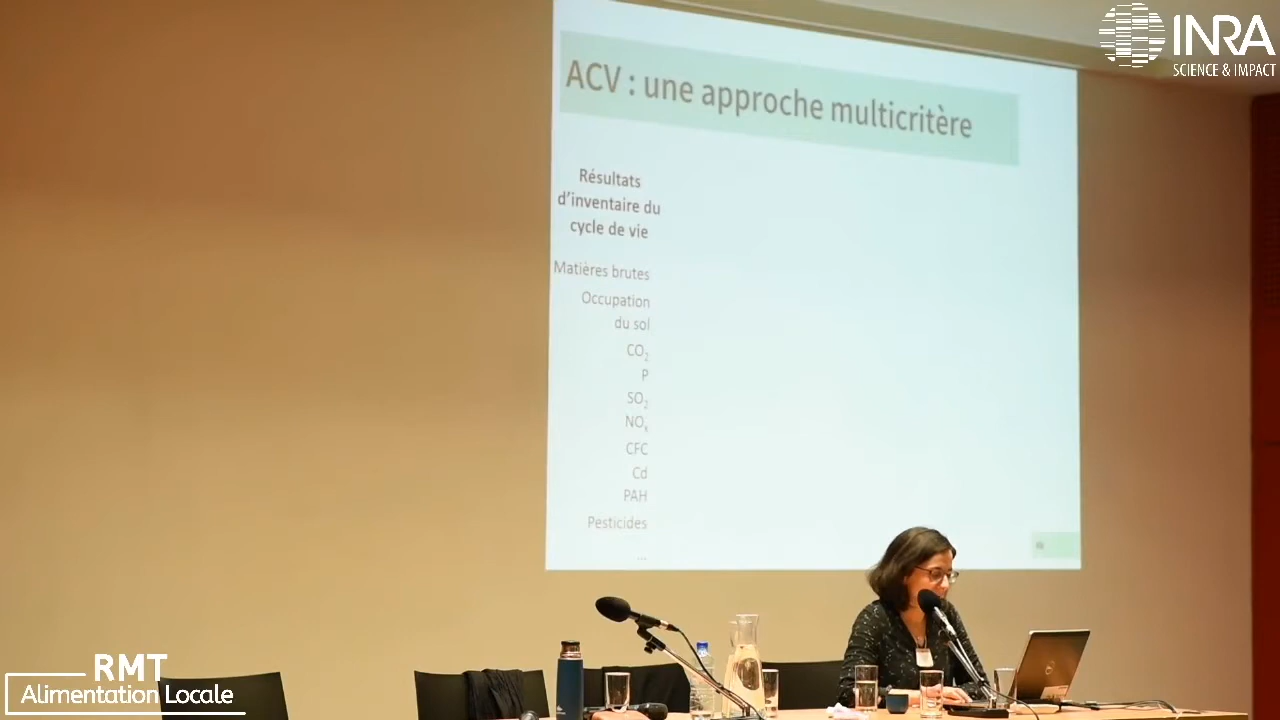 INRA
SCIENCE & IMPACT
ACV : une approche multicritère
Résultats
d'inventaire du
cycle de vie
Matières brutes
Occupation
du sol
CO₂
P
SO₂
NOₓ
CFC
Cd
PAH
Pesticides
...
RMT
Alimentation Locale